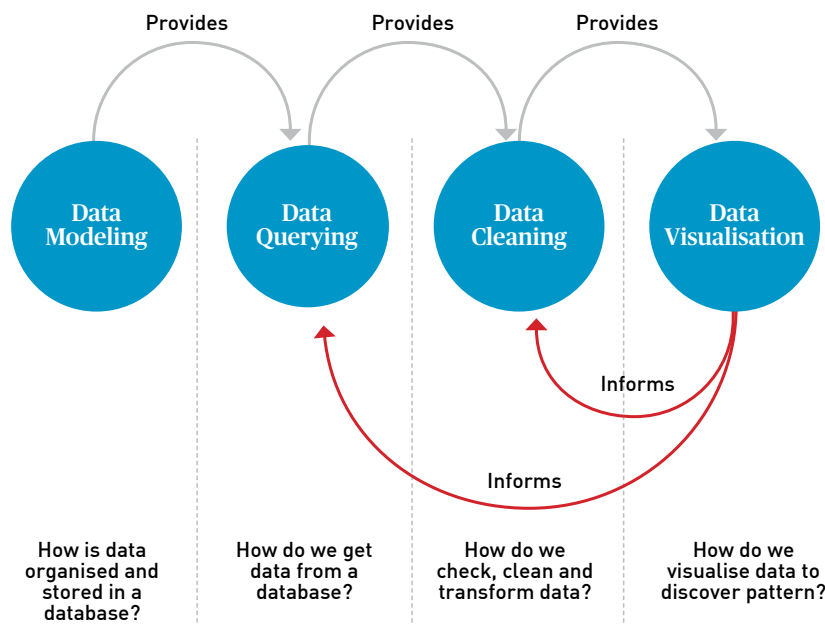 Provides
Provides
Provides
Data
Modeling
Data
Querying
Data
Cleaning
Data
Visualisation
Informs
Informs
How is data
organised and
stored in a
database?
How do we get
data from a
database?
How do we
check, clean and
transform data?
How do we
visualise data to
discover pattern?